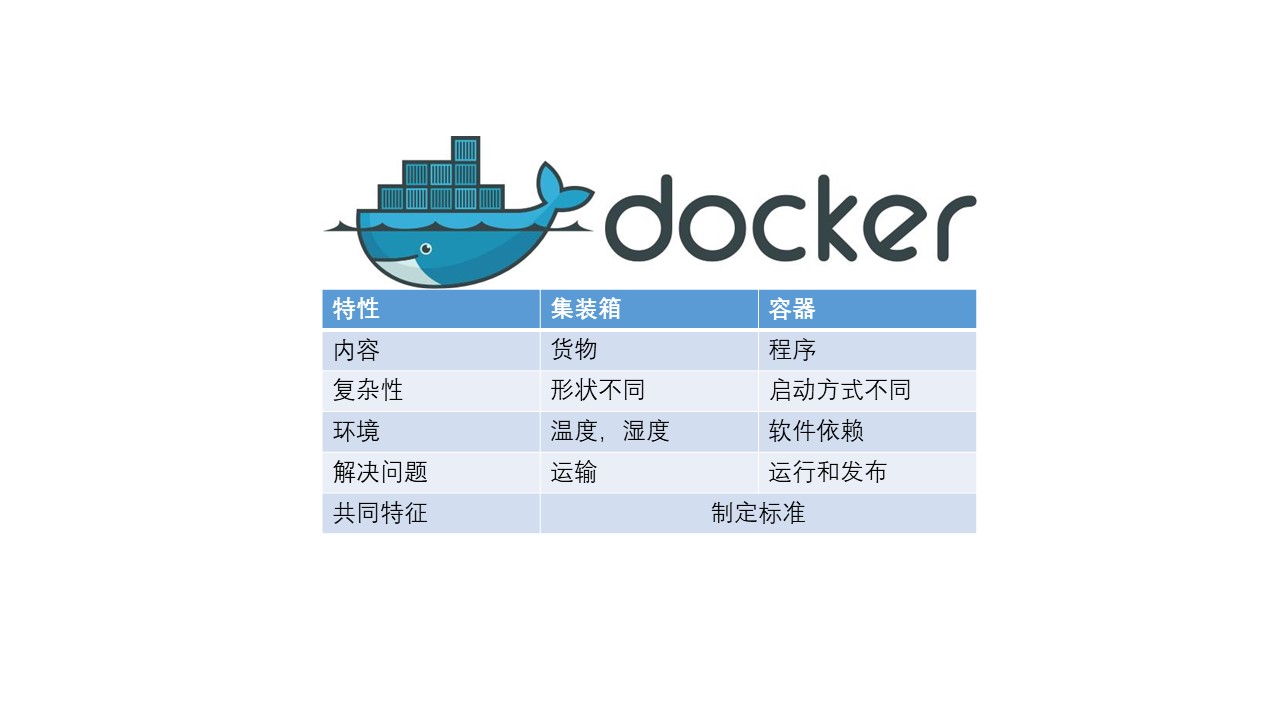 docker
特性 集装箱 容器
内容 货物 程序
复杂性 形状不同 启动方式不同
环境 温度，湿度 软件依赖
解决问题 运输 运行和发布
共同特征 制定标准